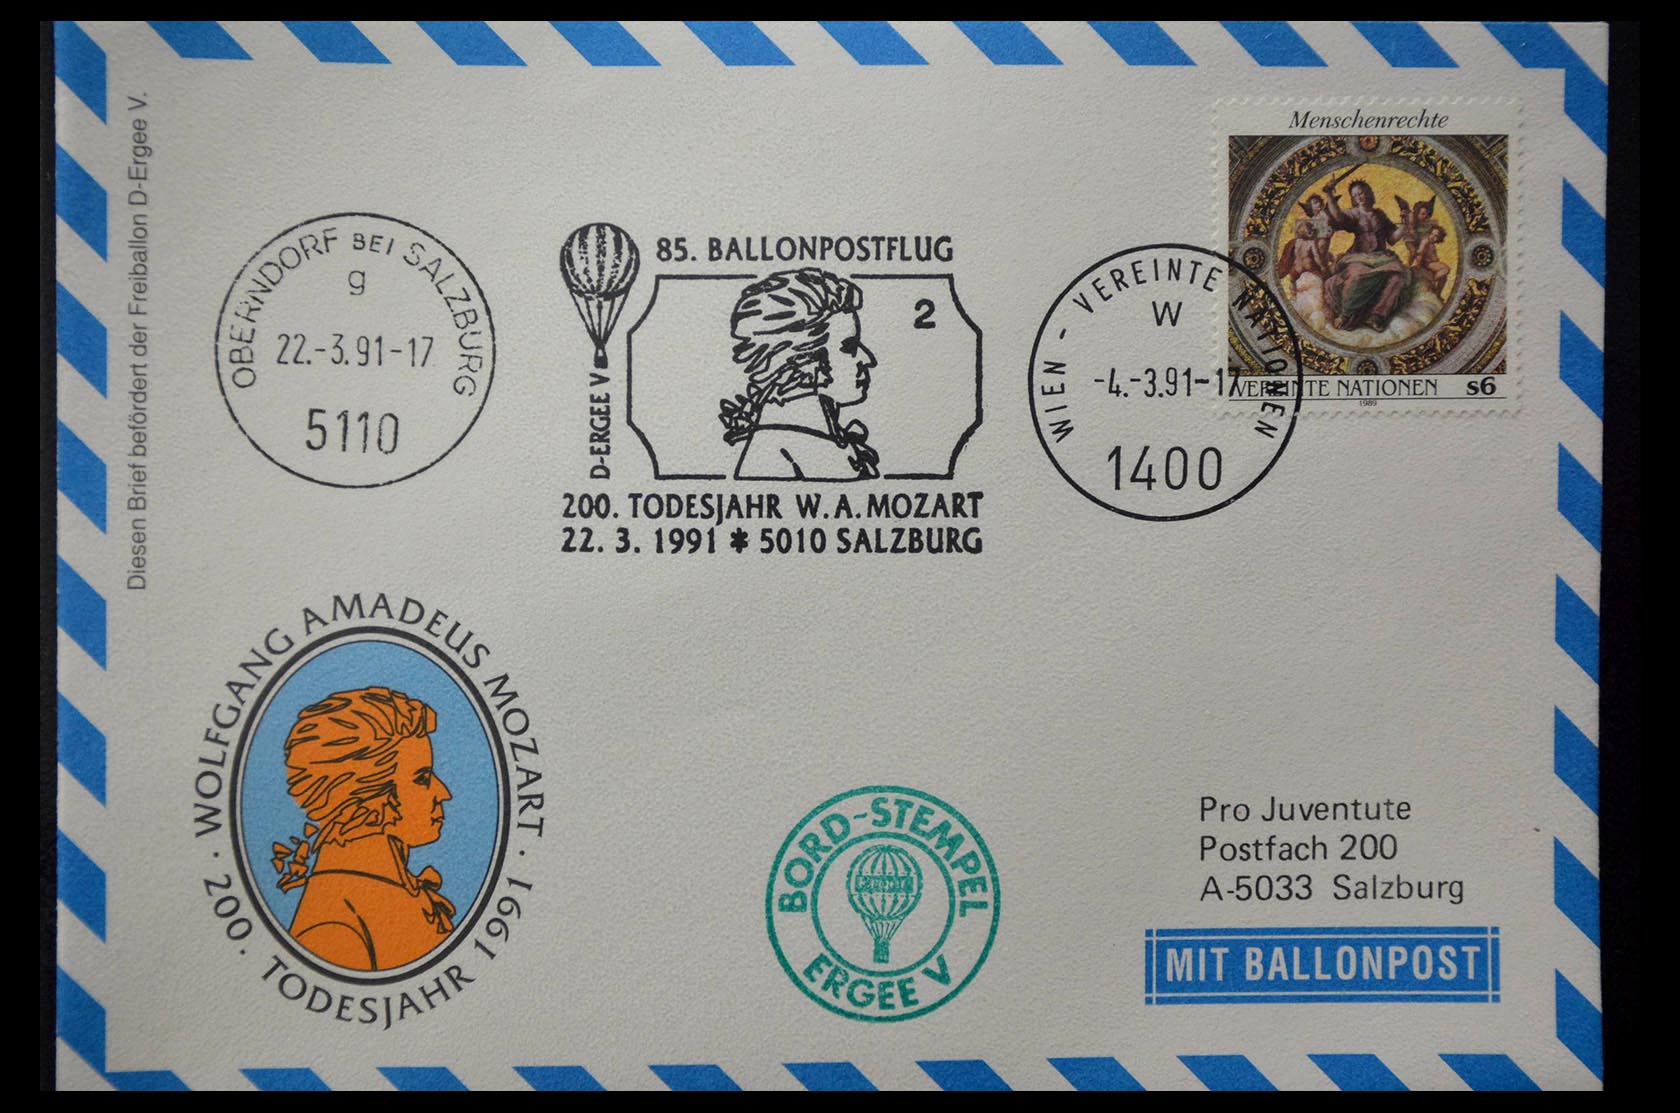 Diesen Brief befördert der Freiballon D-Ergee V.
OBERNDORF BEI SALZBURG
g
22.-3.91-17
5110
85. BALLONPOSTFLUG
2
D-ERGEE V
200. TODESJAHR W.A. MOZART
22. 3. 1991 * 5010 SALZBURG
WIEN - VEREINTE NATIONEN
W
-4.-3.91-17
1400
Menschenrechte
VEREINTE NATIONEN s6
1989
WOLFGANG AMADEUS MOZART
· 200. TODESJAHR 1991 ·
BORD-STEMPEL
ERGEE V
Pro Juventute
Postfach 200
A-5033 Salzburg
MIT BALLONPOST